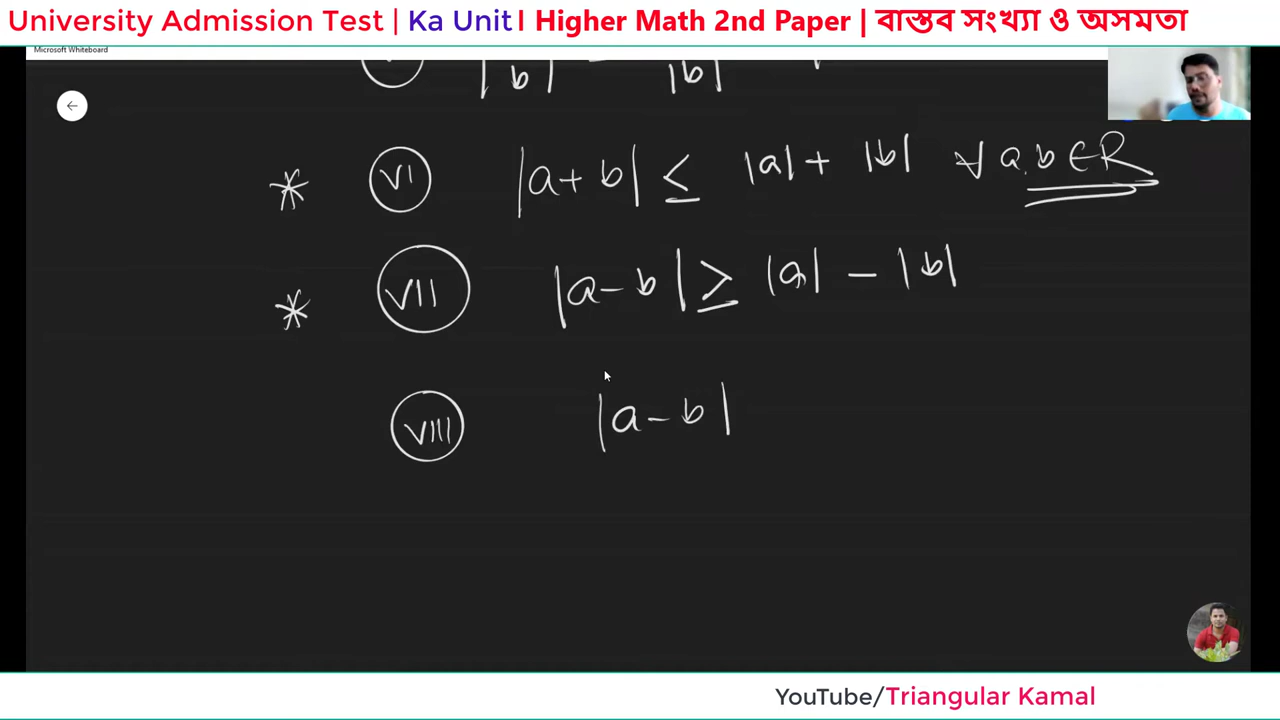 University Admission Test | Ka Unit। Higher Math 2nd Paper | বাস্তব সংখ্যা ও অসমতা
Microsoft Whiteboard
|b| |b|
* VI |a+b| ≤ |a| + |b| ∀ a,b ∈ R
* VII |a-b| ≥ |a| - |b|
VIII |a-b|
YouTube/Triangular Kamal